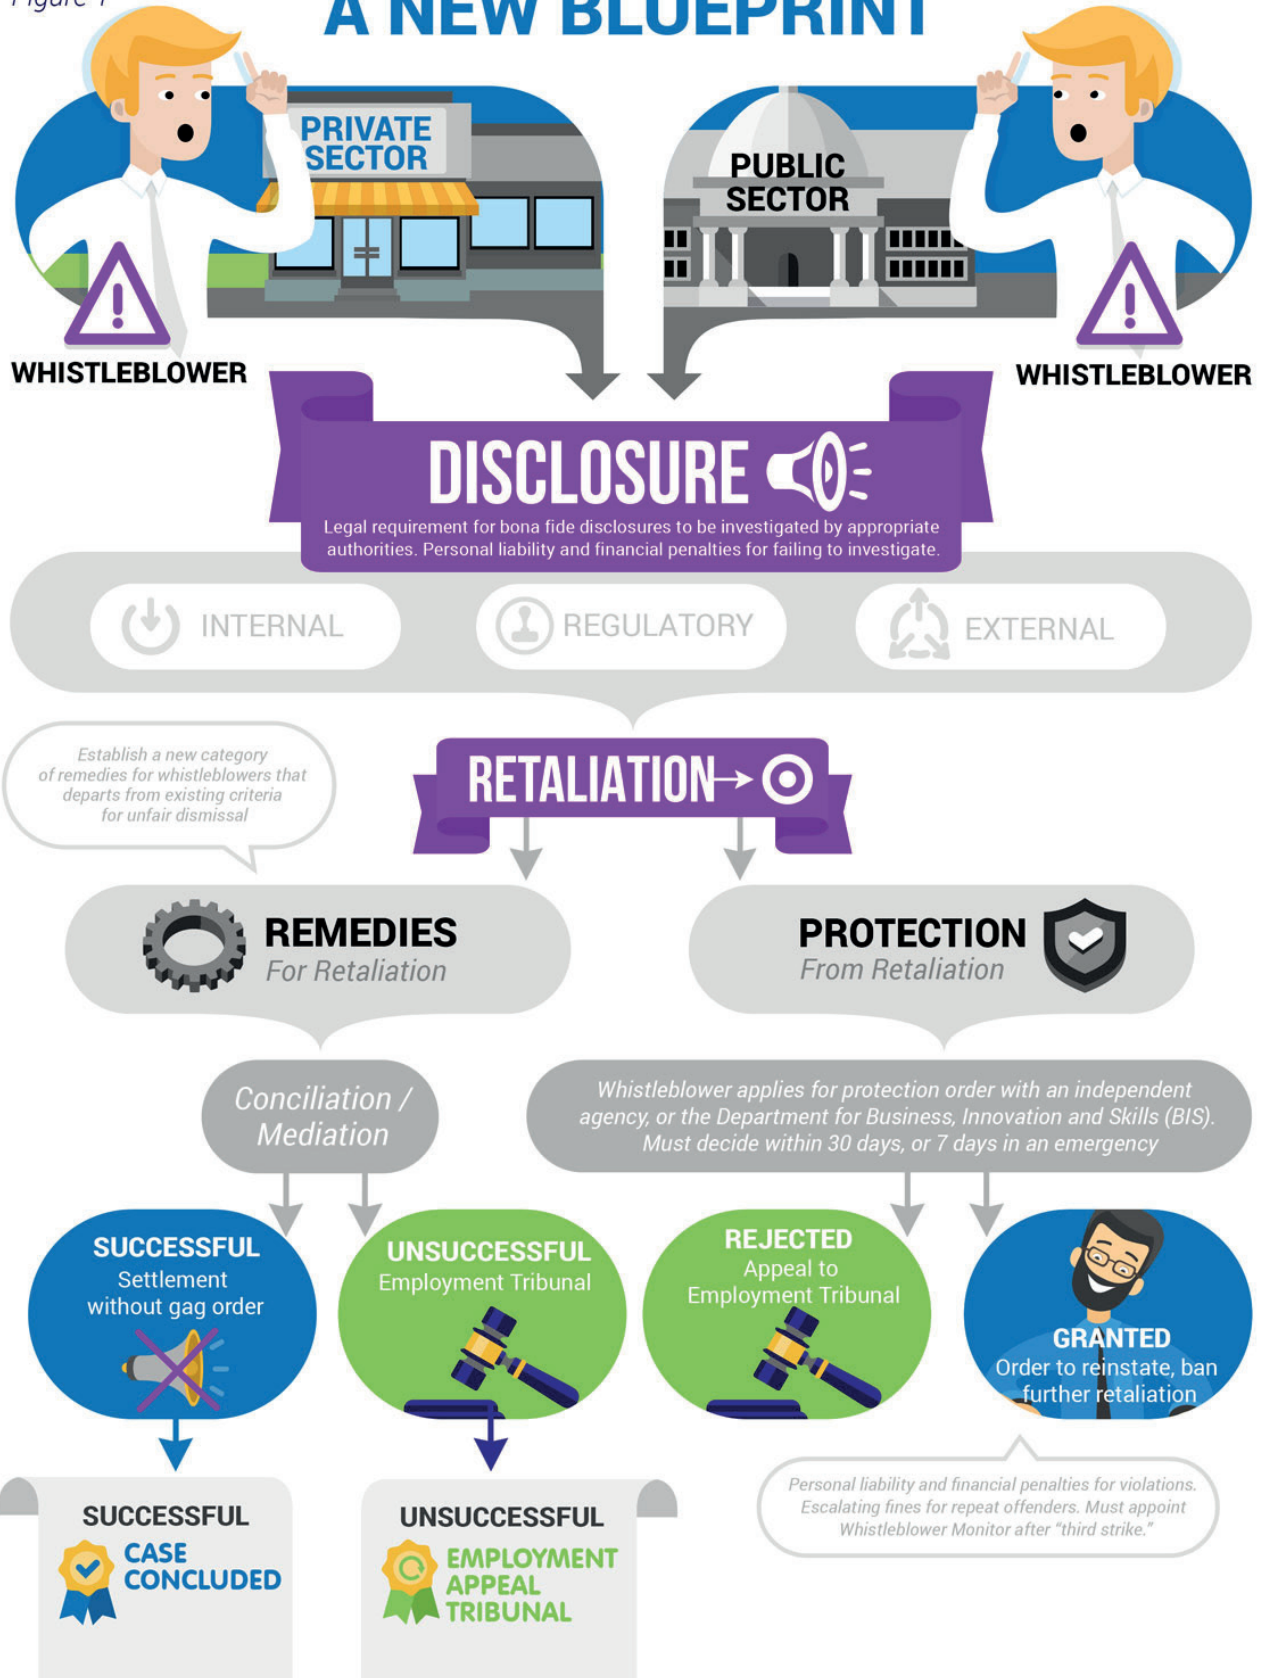 Figure 1
A NEW BLUEPRINT
PRIVATE
SECTOR
PUBLIC
SECTOR
WHISTLEBLOWER
WHISTLEBLOWER
DISCLOSURE
Legal requirement for bona fide disclosures to be investigated by appropriate
authorities. Personal liability and financial penalties for failing to investigate.
INTERNAL
REGULATORY
EXTERNAL
Establish a new category
of remedies for whistleblowers that
departs from existing criteria
for unfair dismissal
RETALIATION
REMEDIES
For Retaliation
PROTECTION
From Retaliation
Conciliation /
Mediation
Whistleblower applies for protection order with an independent
agency, or the Department for Business, Innovation and Skills (BIS).
Must decide within 30 days, or 7 days in an emergency
SUCCESSFUL
Settlement
without gag order
UNSUCCESSFUL
Employment Tribunal
REJECTED
Appeal to
Employment Tribunal
GRANTED
Order to reinstate, ban
further retaliation
Personal liability and financial penalties for violations.
Escalating fines for repeat offenders. Must appoint
Whistleblower Monitor after “third strike.”
SUCCESSFUL
CASE
CONCLUDED
UNSUCCESSFUL
EMPLOYMENT
APPEAL
TRIBUNAL